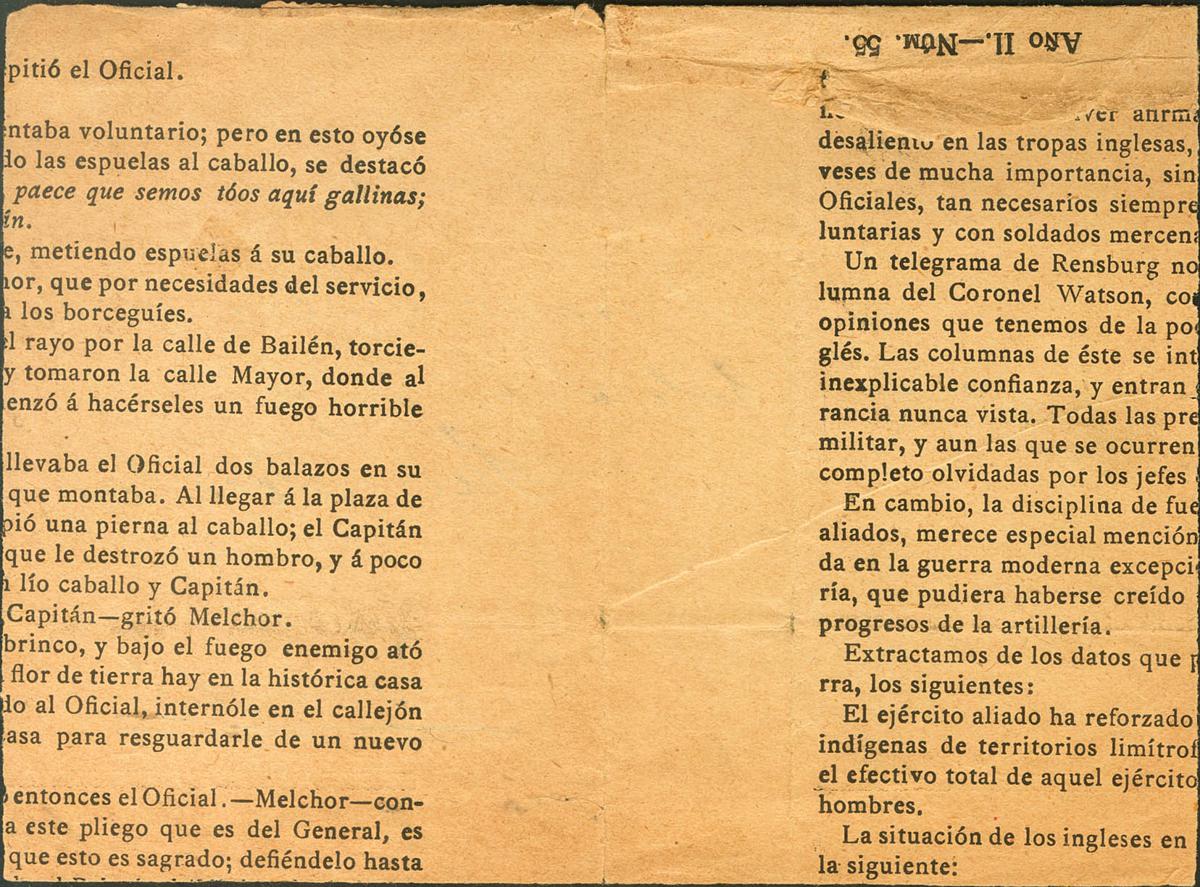 pitió el Oficial.
ntaba voluntario; pero en esto oyóse
do las espuelas al caballo, se destacó
paece que semos tóos aquí gallinas;
ín.
e, metiendo espuelas á su caballo.
nor, que por necesidades del servicio,
a los borceguíes.
el rayo por la calle de Bailén, torcie-
y tomaron la calle Mayor, donde al
enzó á hacérseles un fuego horrible
llevaba el Oficial dos balazos en su
que montaba. Al llegar á la plaza de
pió una pierna al caballo; el Capitán
que le destrozó un hombro, y á poco
lío caballo y Capitán.
Capitán—gritó Melchor.
brinco, y bajo el fuego enemigo ató
flor de tierra hay en la histórica casa
do al Oficial, internóle en el callejón
asa para resguardarle de un nuevo
entonces el Oficial.—Melchor—con-
a este pliego que es del General, es
que esto es sagrado; defiéndelo hasta
Año II.—Núm. 55.
ver afirma
desaliento en las tropas inglesas,
veses de mucha importancia, sin
Oficiales, tan necesarios siempre
luntarias y con soldados mercena
Un telegrama de Rensburg no
lumna del Coronel Watson, co
opiniones que tenemos de la po
glés. Las columnas de éste se int
inexplicable confianza, y entran
rancia nunca vista. Todas las pre
militar, y aun las que se ocurren
completo olvidadas por los jefes
En cambio, la disciplina de fue
aliados, merece especial mención
da en la guerra moderna excepci
ría, que pudiera haberse creído
progresos de la artillería.
Extractamos de los datos que p
rra, los siguientes:
El ejército aliado ha reforzado
indígenas de territorios limítrof
el efectivo total de aquel ejército
hombres.
La situación de los ingleses en
la siguiente: